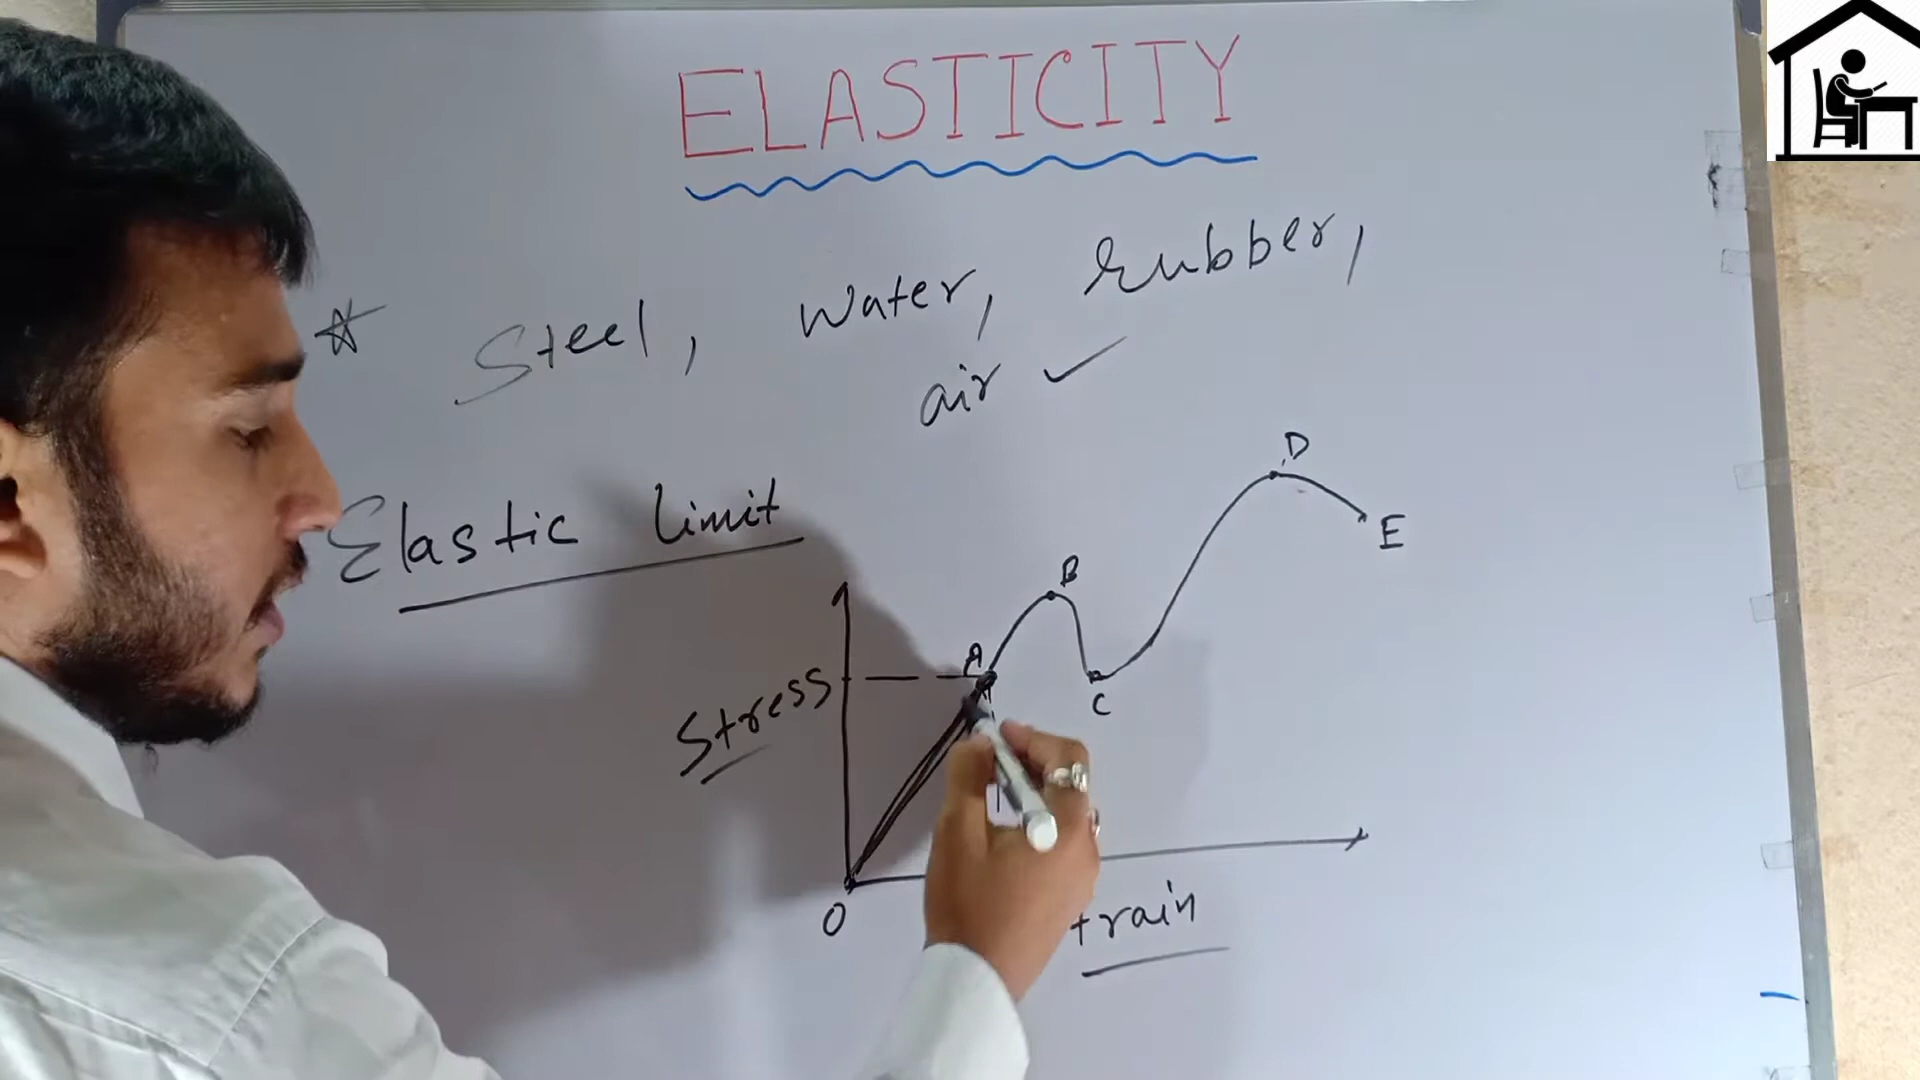 ELASTICITY
Steel, Water, rubber,
air
Elastic limit
D
E
B
A
C
Stress
O
train